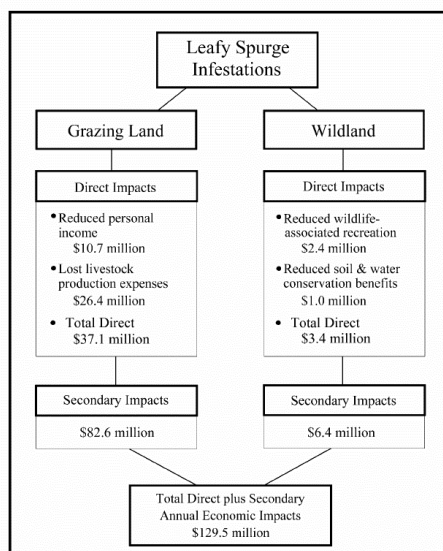 Leafy Spurge
Infestations
Grazing Land
Direct Impacts
•Reduced personal
income
$10.7 million
•Lost livestock
production expenses
$26.4 million
• Total Direct
$37.1 million
Secondary Impacts
$82.6 million
Wildland
Direct Impacts
•Reduced wildlife-
associated recreation
$2.4 million
•Reduced soil & water
conservation benefits
$1.0 million
• Total Direct
$3.4 million
Secondary Impacts
$6.4 million
Total Direct plus Secondary
Annual Economic Impacts
$129.5 million